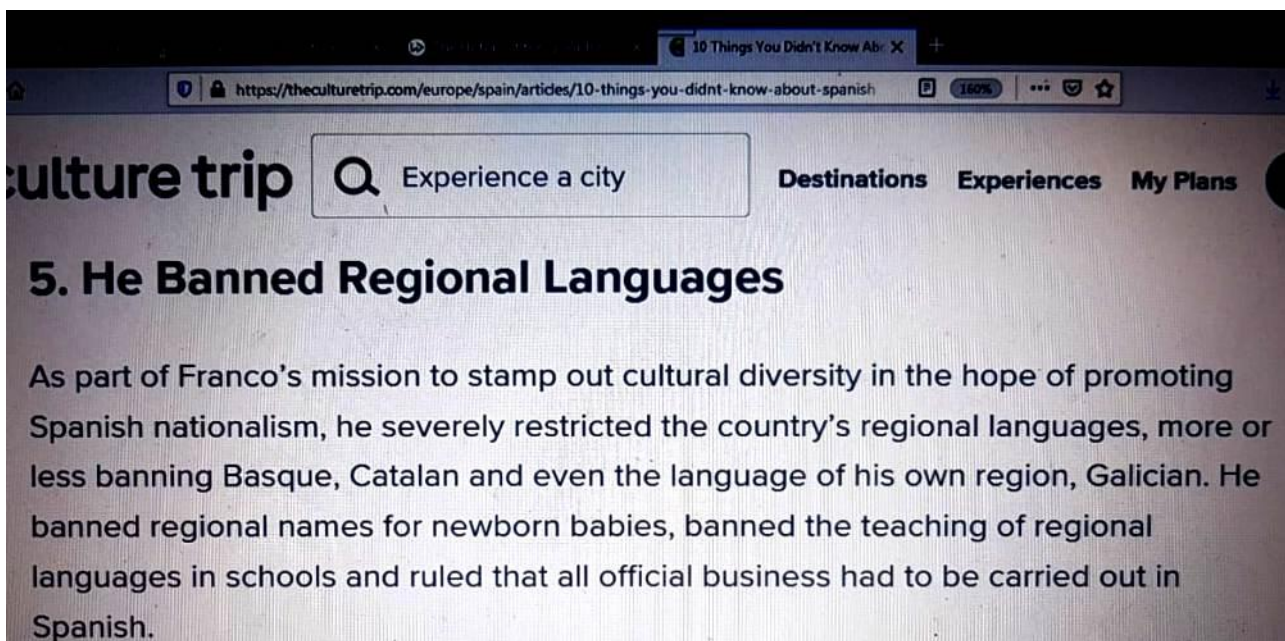 10 Things You Didn't Know Abo
https://theculturetrip.com/europe/spain/articles/10-things-you-didnt-know-about-spanish 160%
culture trip Experience a city Destinations Experiences My Plans
5. He Banned Regional Languages
As part of Franco's mission to stamp out cultural diversity in the hope of promoting
Spanish nationalism, he severely restricted the country's regional languages, more or
less banning Basque, Catalan and even the language of his own region, Galician. He
banned regional names for newborn babies, banned the teaching of regional
languages in schools and ruled that all official business had to be carried out in
Spanish.